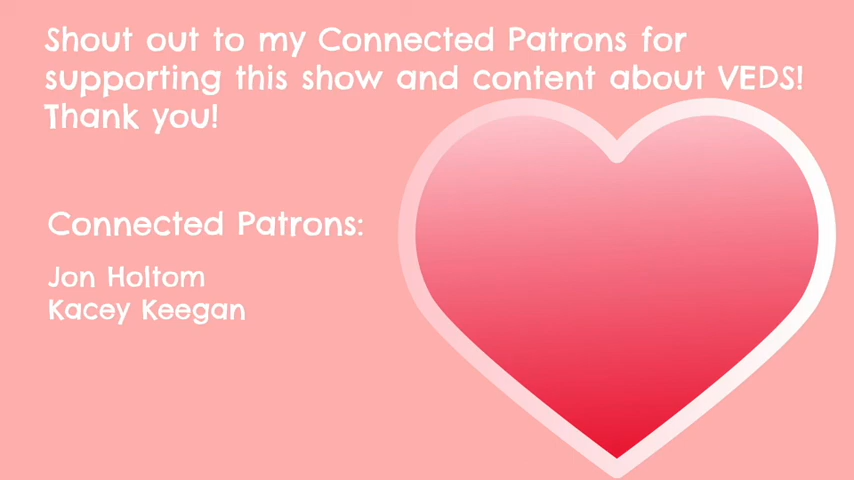 Shout out to my Connected Patrons for
supporting this show and content about VEDS!
Thank you!
Connected Patrons:
Jon Holtom
Kacey Keegan